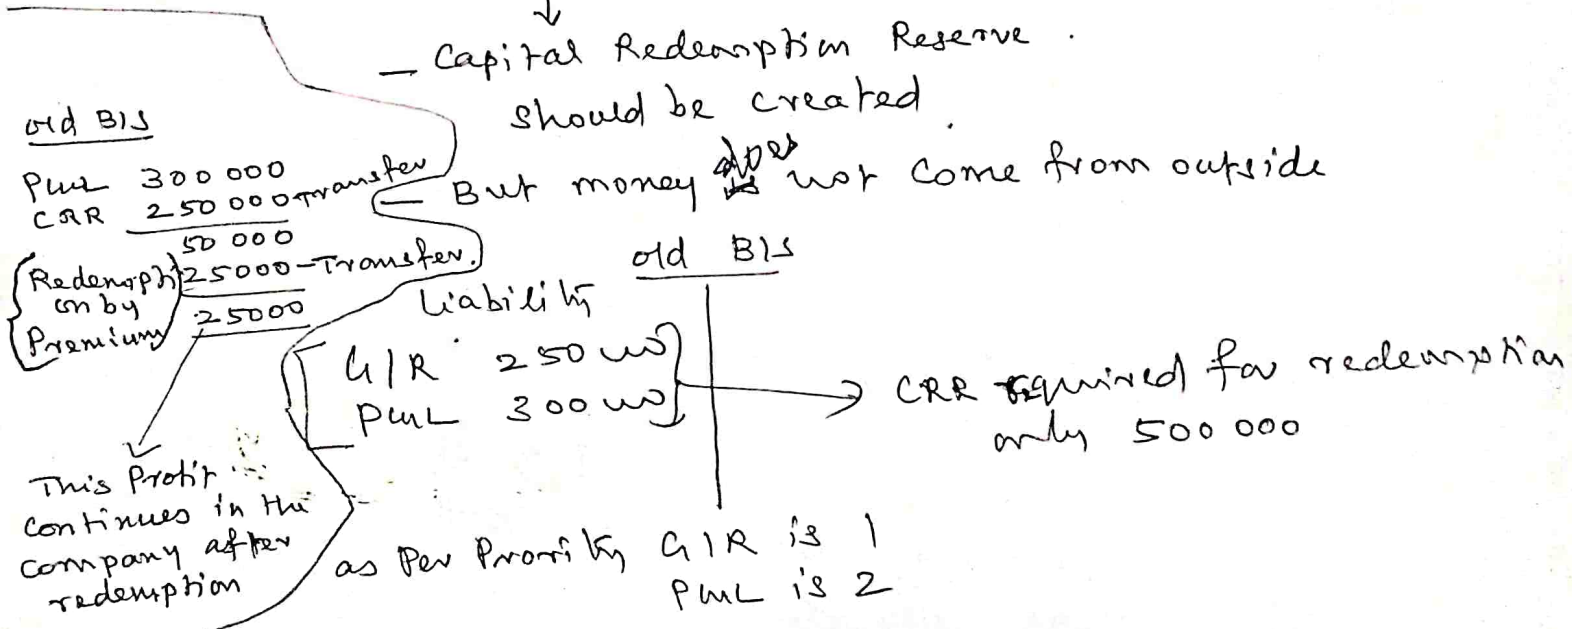 - Capital Redemption Reserve.
should be created
- But money does not come from outside
old B/S
P&L 300 000
CRR 250 000 Transfer
50 000
Redempti on by Premium 25000 - Transfer.
25000
This Profit
continues in the
company after
redemption
old B/S
Liability
G/R 250 000
P&L 300 000
CRR required for redemption
only 500 000
as Per Priority G/R is 1
P&L is 2